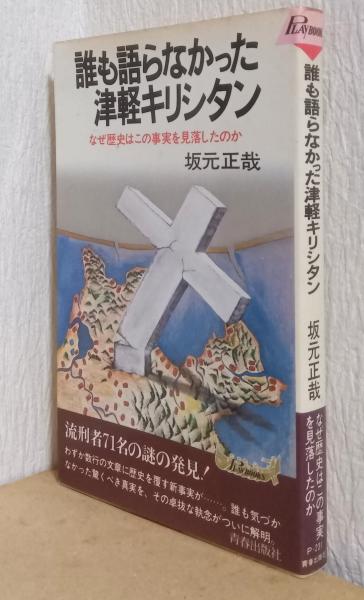 誰も語らなかった
津軽キリシタン
なぜ歴史はこの事実を見落したのか
坂元正哉
流刑者71名の謎の発見!
わずか数行の文章に歴史を覆す新事実が……。誰も気づか
なかった驚くべき真実を、その卓抜な執念がついに解明。
青春出版社
PLAY BOOKS
PLAY BOOKS
誰も語らなかった津軽キリシタン
坂元正哉
なぜ歴史はこの事実
を見落したのか
青春出版社